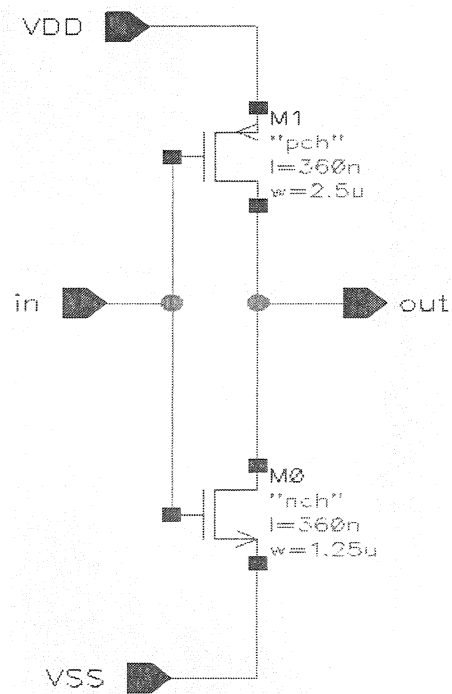 VDD
M1
"pch"
l=360n
w=2.5u
in
out
M0
"nch"
l=360n
w=1.25u
VSS